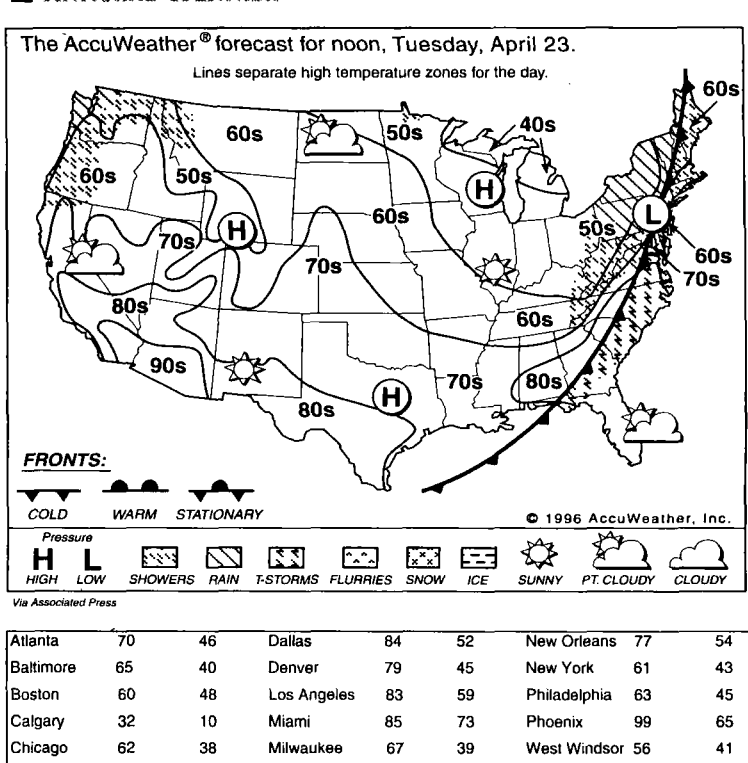 The AccuWeather® forecast for noon, Tuesday, April 23.
Lines separate high temperature zones for the day.
60s
40s
60s
50s
60s
50s
H
60s
L
70s
H
60s
50s
60s
70s
70s
80s
60s
90s
70s
80s
H
80s
FRONTS:
COLD WARM STATIONARY
© 1996 AccuWeather, Inc.
Pressure
H L
HIGH LOW SHOWERS RAIN T-STORMS FLURRIES SNOW ICE SUNNY PT. CLOUDY CLOUDY
Via Associated Press
Atlanta 70 46 Dallas 84 52 New Orleans 77 54
Baltimore 65 40 Denver 79 45 New York 61 43
Boston 60 48 Los Angeles 83 59 Philadelphia 63 45
Calgary 32 10 Miami 85 73 Phoenix 99 65
Chicago 62 38 Milwaukee 67 39 West Windsor 56 41